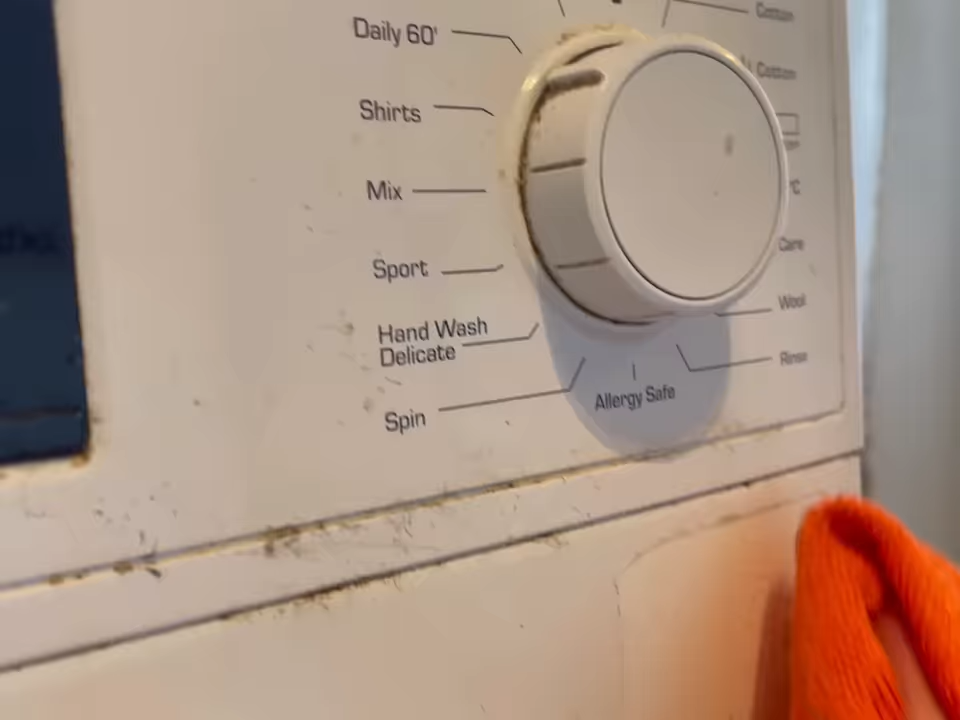 Daily 60'
Shirts
Mix
Sport
Hand Wash
Delicate
Spin
Allergy Safe
Cotton
Cotton
°C
Care
Wool
Rinse